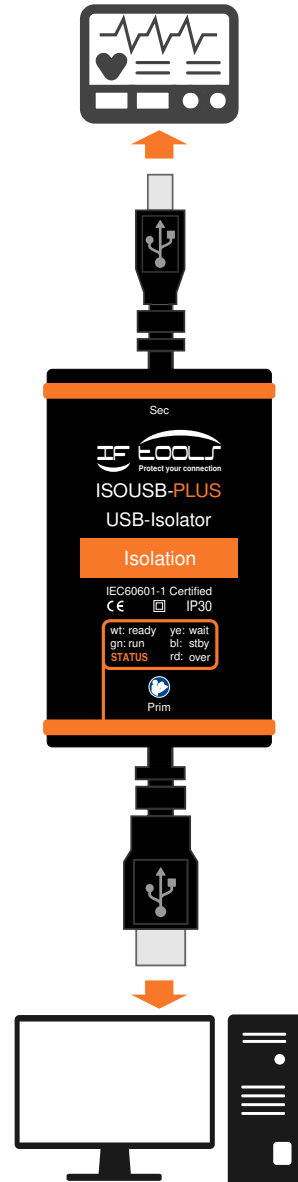 Sec
IF tOOLS
Protect your connection
ISOUSB-PLUS
USB-Isolator
Isolation
IEC60601-1 Certified
CE IP30
wt: ready ye: wait
gn: run bl: stby
STATUS rd: over
Prim